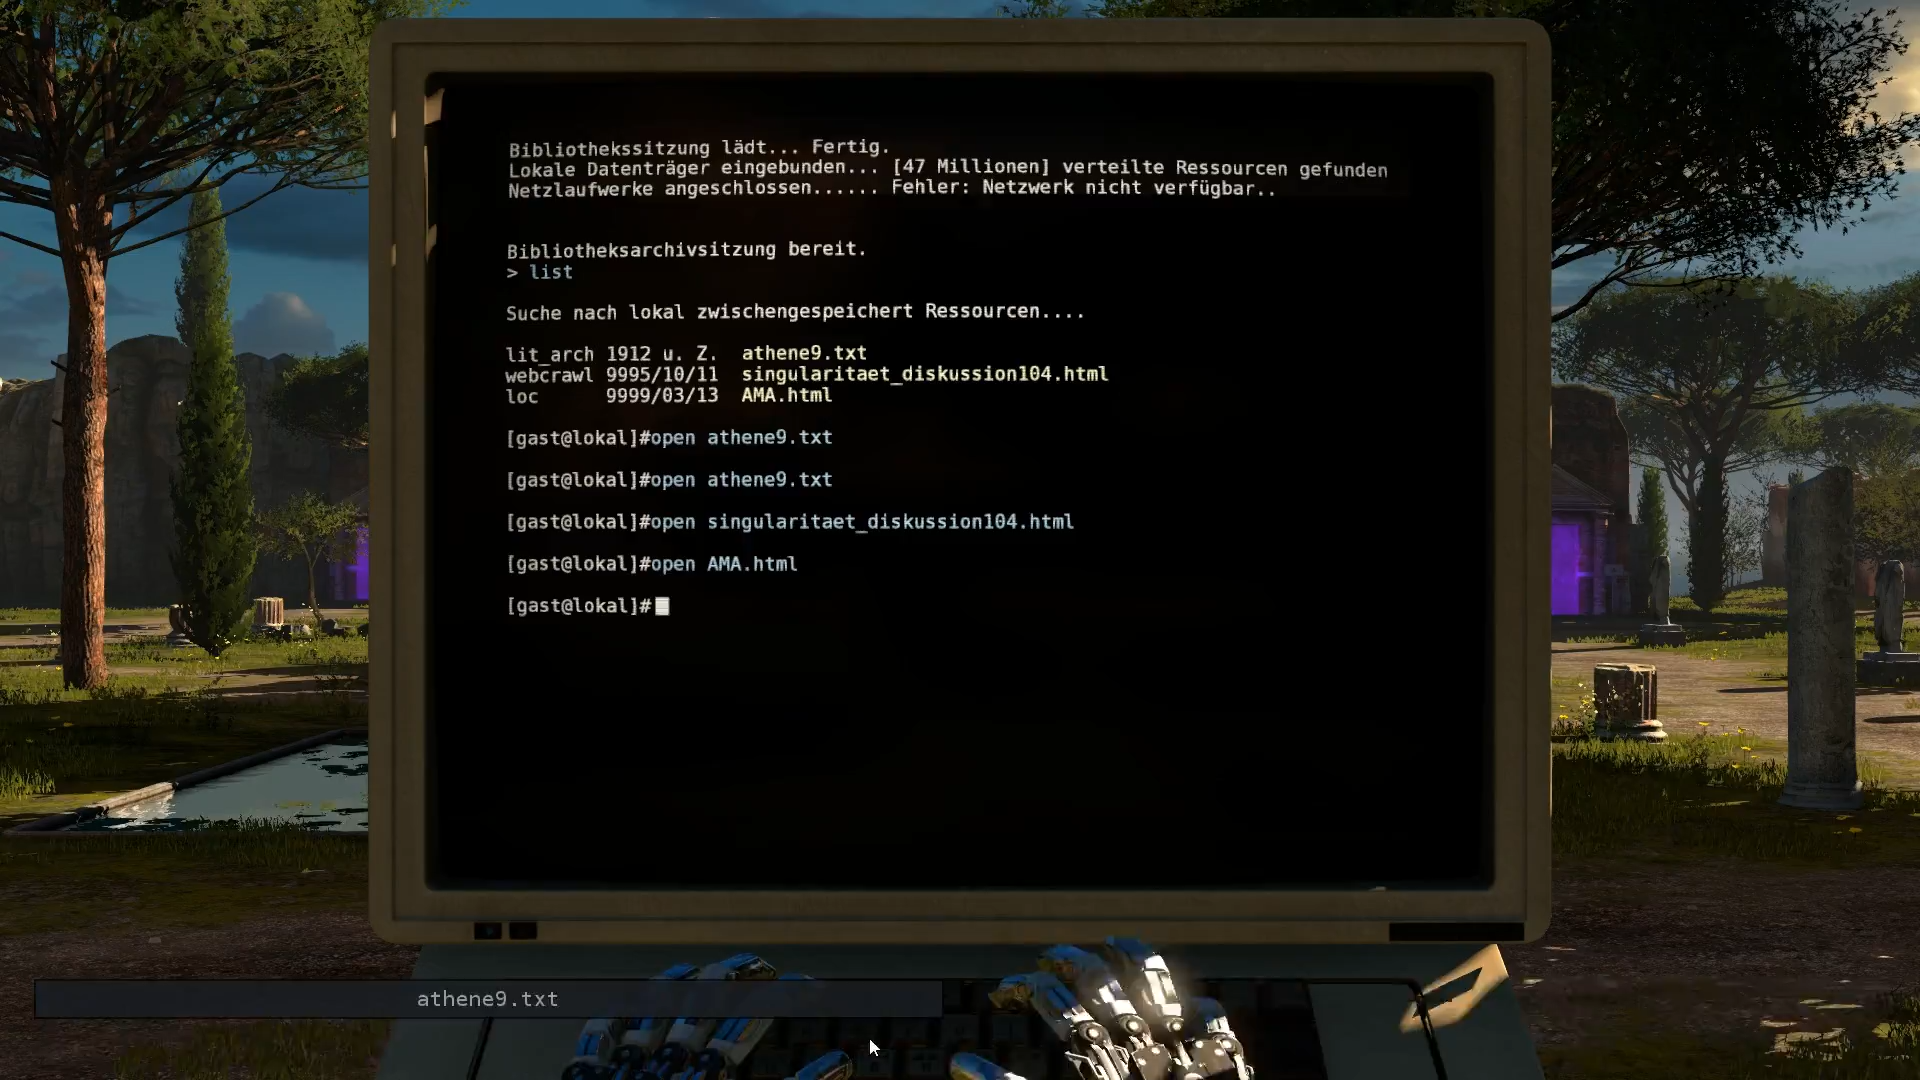 Bibliothekssitzung lädt... Fertig.
Lokale Datenträger eingebunden... [47 Millionen] verteilte Ressourcen gefunden
Netzlaufwerke angeschlossen...... Fehler: Netzwerk nicht verfügbar..
Bibliotheksarchivsitzung bereit.
> list
Suche nach lokal zwischengespeichert Ressourcen....
lit_arch 1912 u. Z. athene9.txt
webcrawl 9995/10/11 singularitaet_diskussion104.html
loc 9999/03/13 AMA.html
[gast@lokal]#open athene9.txt
[gast@lokal]#open athene9.txt
[gast@lokal]#open singularitaet_diskussion104.html
[gast@lokal]#open AMA.html
[gast@lokal]#
athene9.txt